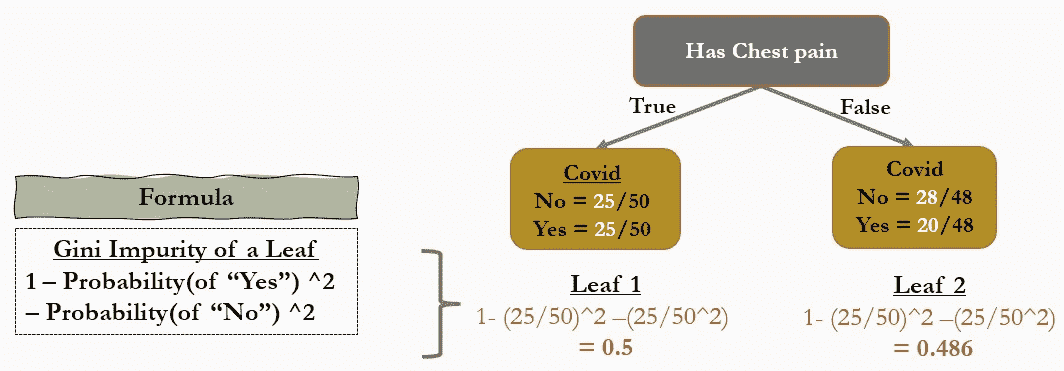 Has Chest pain
True
False
Covid
No = 25/50
Yes = 25/50
Covid
No = 28/48
Yes = 20/48
Formula
Gini Impurity of a Leaf
1 – Probability(of “Yes”) ^2
– Probability(of “No”) ^2
Leaf 1
1- (25/50)^2 –(25/50^2)
= 0.5
Leaf 2
1- (25/50)^2 –(25/50^2)
= 0.486